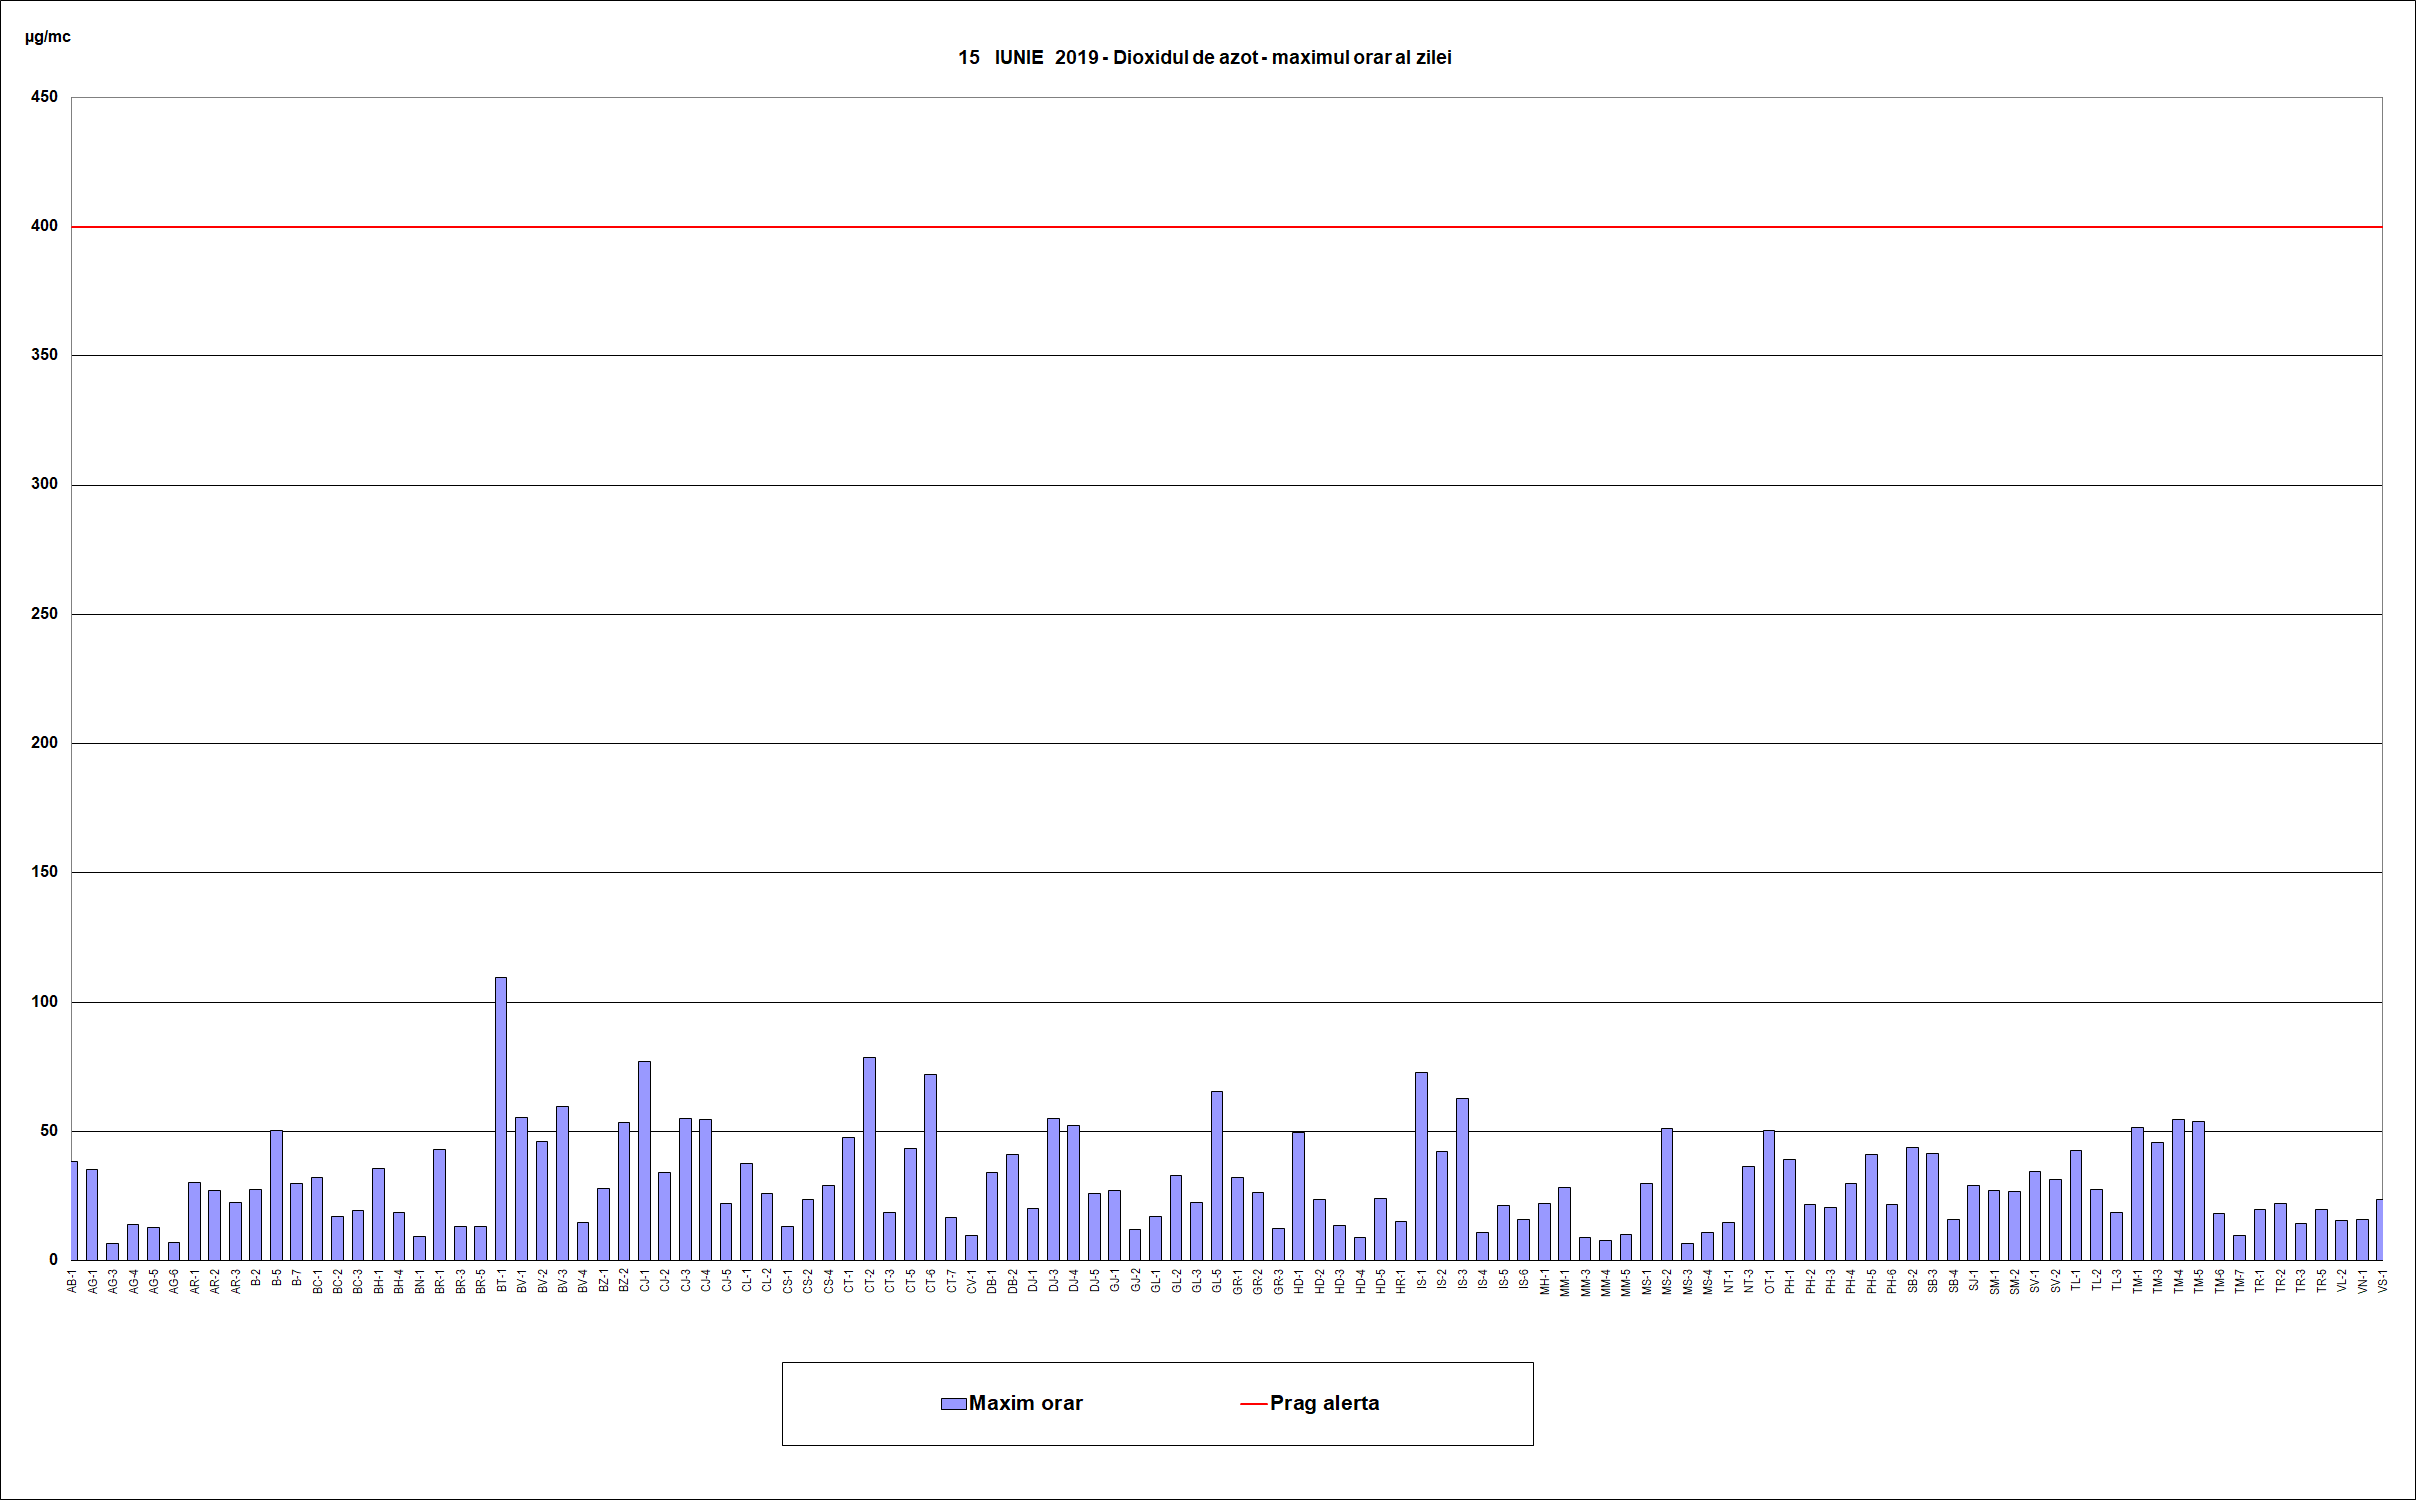 µg/mc
15 IUNIE 2019 - Dioxidul de azot - maximul orar al zilei
450
400
350
300
250
200
150
100
50
0
AB-1 AG-1 AG-3 AG-4 AG-5 AG-6 AR-1 AR-2 AR-3 B-2 B-5 B-7 BC-1 BC-2 BC-3 BH-1 BH-4 BN-1 BR-1 BR-3 BR-5 BT-1 BV-1 BV-2 BV-3 BV-4 BZ-1 BZ-2 CJ-1 CJ-2 CJ-3 CJ-4 CJ-5 CL-1 CL-2 CS-1 CS-2 CS-4 CT-1 CT-2 CT-3 CT-5 CT-6 CT-7 CV-1 DB-1 DB-2 DJ-1 DJ-3 DJ-4 DJ-5 GJ-1 GJ-2 GL-1 GL-2 GL-3 GL-5 GR-1 GR-2 GR-3 HD-1 HD-2 HD-3 HD-4 HD-5 HR-1 IS-1 IS-2 IS-3 IS-4 IS-5 IS-6 MH-1 MM-1 MM-3 MM-4 MM-5 MS-1 MS-2 MS-3 MS-4 NT-1 NT-3 OT-1 PH-1 PH-2 PH-3 PH-4 PH-5 PH-6 SB-2 SB-3 SB-4 SJ-1 SM-1 SM-2 SV-1 SV-2 TL-1 TL-2 TL-3 TM-1 TM-3 TM-4 TM-5 TM-6 TM-7 TR-1 TR-2 TR-3 TR-5 VL-2 VN-1 VS-1
Maxim orar Prag alerta